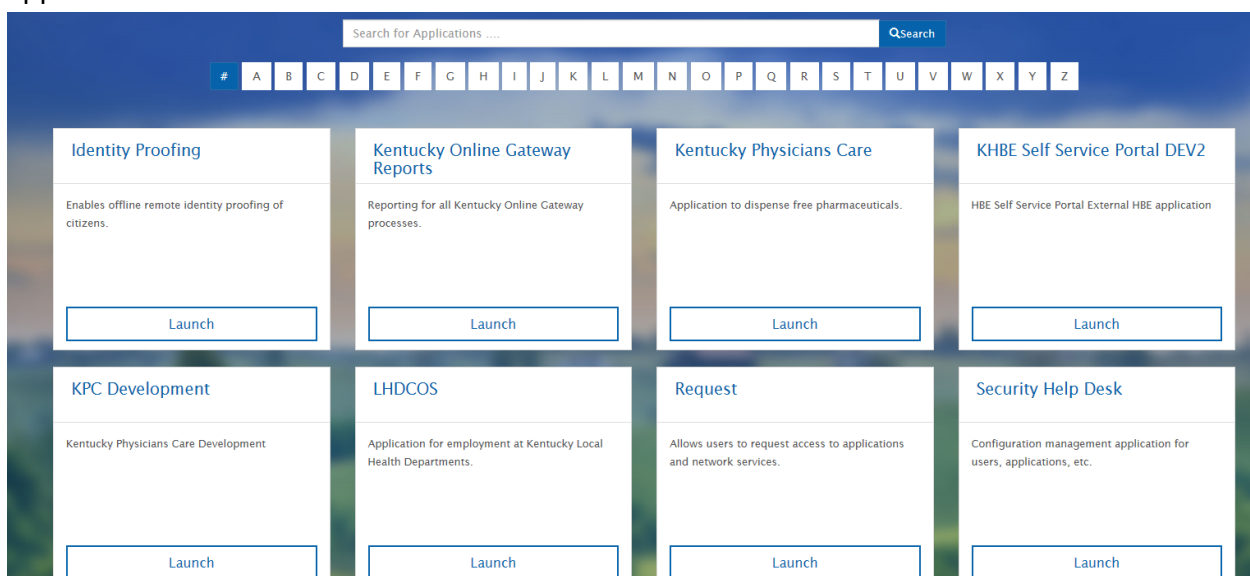 Search for Applications ....
Search
# A B C D E F G H I J K L M N O P Q R S T U V W X Y Z
Identity Proofing
Enables offline remote identity proofing of
citizens.
Launch
Kentucky Online Gateway
Reports
Reporting for all Kentucky Online Gateway
processes.
Launch
Kentucky Physicians Care
Application to dispense free pharmaceuticals.
Launch
KHBE Self Service Portal DEV2
HBE Self Service Portal External HBE application
Launch
KPC Development
Kentucky Physicians Care Development
Launch
LHDCOS
Application for employment at Kentucky Local
Health Departments.
Launch
Request
Allows users to request access to applications
and network services.
Launch
Security Help Desk
Configuration management application for
users, applications, etc.
Launch